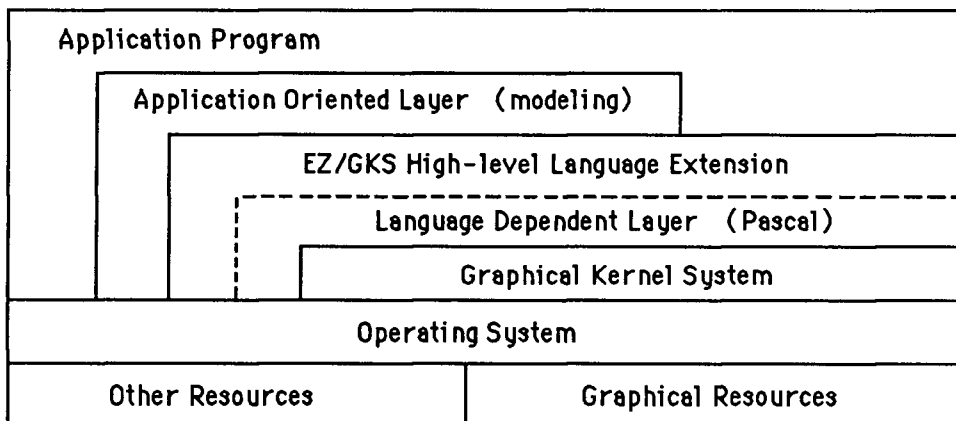 Application Program
Application Oriented Layer (modeling)
EZ/GKS High-level Language Extension
Language Dependent Layer (Pascal)
Graphical Kernel System
Operating System
Other Resources
Graphical Resources